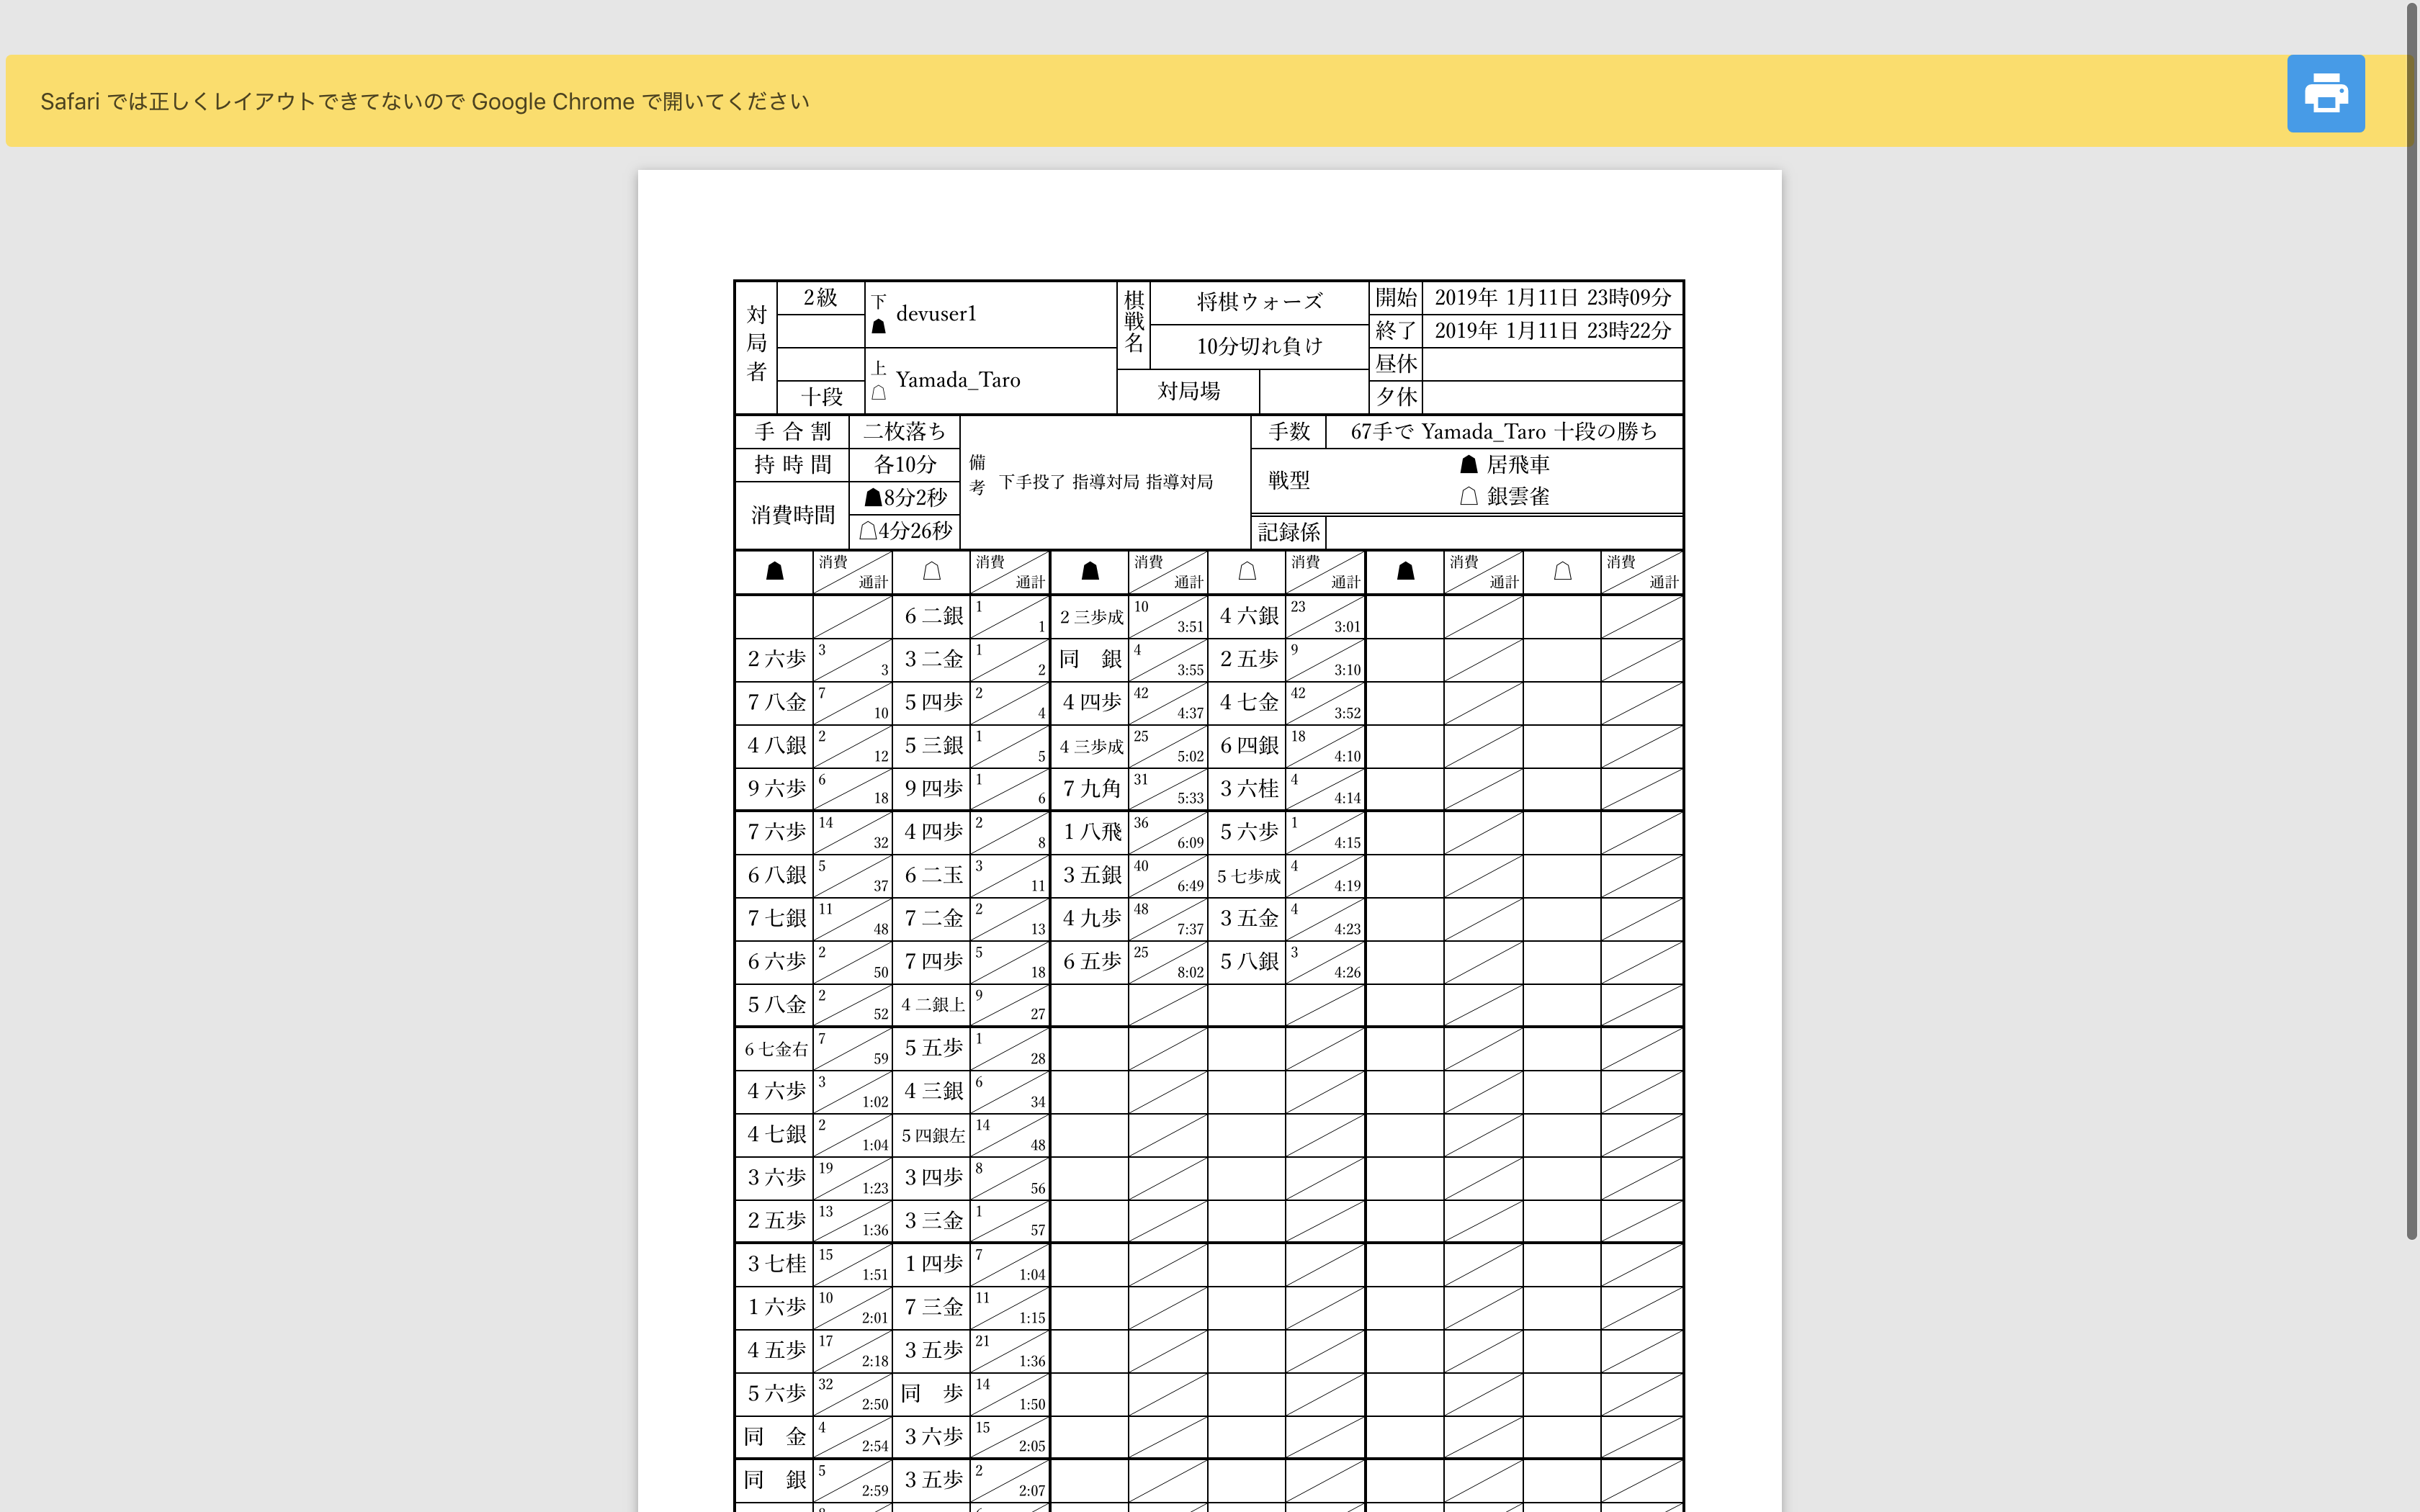 Safari では正しくレイアウトできてないので Google Chrome で開いてください
対局者 2級 下 devuser1 棋戦名 将棋ウォーズ 開始 2019年 1月11日 23時09分
10分切れ負け 終了 2019年 1月11日 23時22分
上 Yamada_Taro 対局場 昼休
十段 夕休
手合割 二枚落ち 備考 下手投了 指導対局 指導対局 手数 67手で Yamada_Taro 十段の勝ち
持時間 各10分 戦型 居飛車
消費時間 8分2秒 銀雲雀
4分26秒 記録係
消費 通計 消費 通計 消費 通計 消費 通計 消費 通計 消費 通計
6二銀 1 1 2三歩成 10 3:51 4六銀 23 3:01
2六歩 3 3 3二金 1 2 同 銀 4 3:55 2五歩 9 3:10
7八金 7 10 5四歩 2 4 4四歩 42 4:37 4七金 42 3:52
4八銀 2 12 5三銀 1 5 4三歩成 25 5:02 6四銀 18 4:10
9六歩 6 18 9四歩 1 6 7九角 31 5:33 3六桂 4 4:14
7六歩 14 32 4四歩 2 8 1八飛 36 6:09 5六歩 1 4:15
6八銀 5 37 6二玉 3 11 3五銀 40 6:49 5七歩成 4 4:19
7七銀 11 48 7二金 2 13 4九歩 48 7:37 3五金 4 4:23
6六歩 2 50 7四歩 5 18 6五歩 25 8:02 5八銀 3 4:26
5八金 2 52 4二銀上 9 27
6七金右 7 59 5五歩 1 28
4六歩 3 1:02 4三銀 6 34
4七銀 2 1:04 5四銀左 14 48
3六歩 19 1:23 3四歩 8 56
2五歩 13 1:36 3三金 1 57
3七桂 15 1:51 1四歩 7 1:04
1六歩 10 2:01 7三金 11 1:15
4五歩 17 2:18 3五歩 21 1:36
5六歩 32 2:50 同 歩 14 1:50
同 金 4 2:54 3六歩 15 2:05
同 銀 5 2:59 3五歩 2 2:07